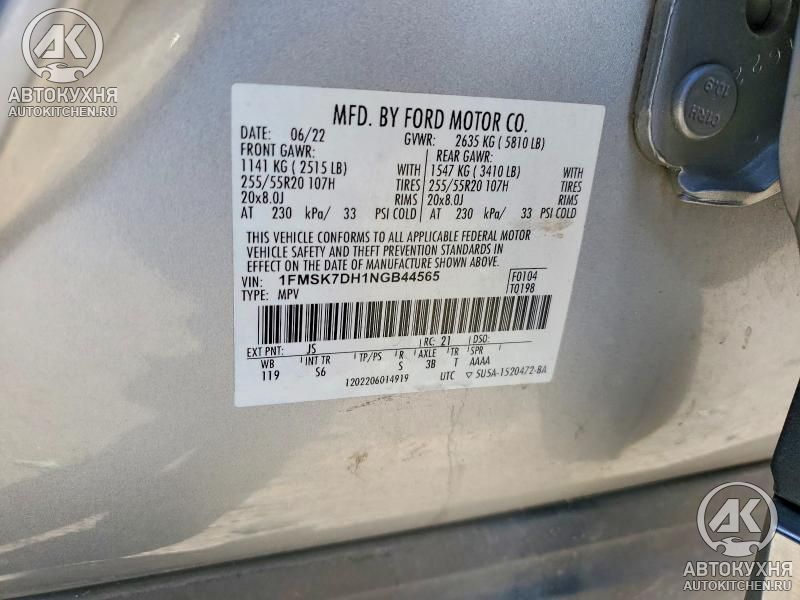 AK
АВТОКУХНЯ
AUTOKITCHEN.RU
MFD. BY FORD MOTOR CO.
DATE: 06/22 GVWR: 2635 KG ( 5810 LB)
FRONT GAWR: REAR GAWR:
1141 KG ( 2515 LB) WITH 1547 KG ( 3410 LB) WITH
255/55R20 107H TIRES 255/55R20 107H TIRES
20x8.0J RIMS 20x8.0J RIMS
AT 230 kPa/ 33 PSI COLD AT 230 kPa/ 33 PSI COLD
THIS VEHICLE CONFORMS TO ALL APPLICABLE FEDERAL MOTOR
VEHICLE SAFETY AND THEFT PREVENTION STANDARDS IN
EFFECT ON THE DATE OF MANUFACTURE SHOWN ABOVE.
VIN: 1FMSK7DH1NGB44565 F0104
TYPE: MPV T0198
EXT PNT: JS RC: 21 DSO:
WB INT TR TP/PS R AXLE TR SPR
119 S6 S 3B T AAAA
1202206014919 UTC ▽ 5U5A-1520472-BA
10.9
AK
АВТОКУХНЯ
AUTOKITCHEN.RU